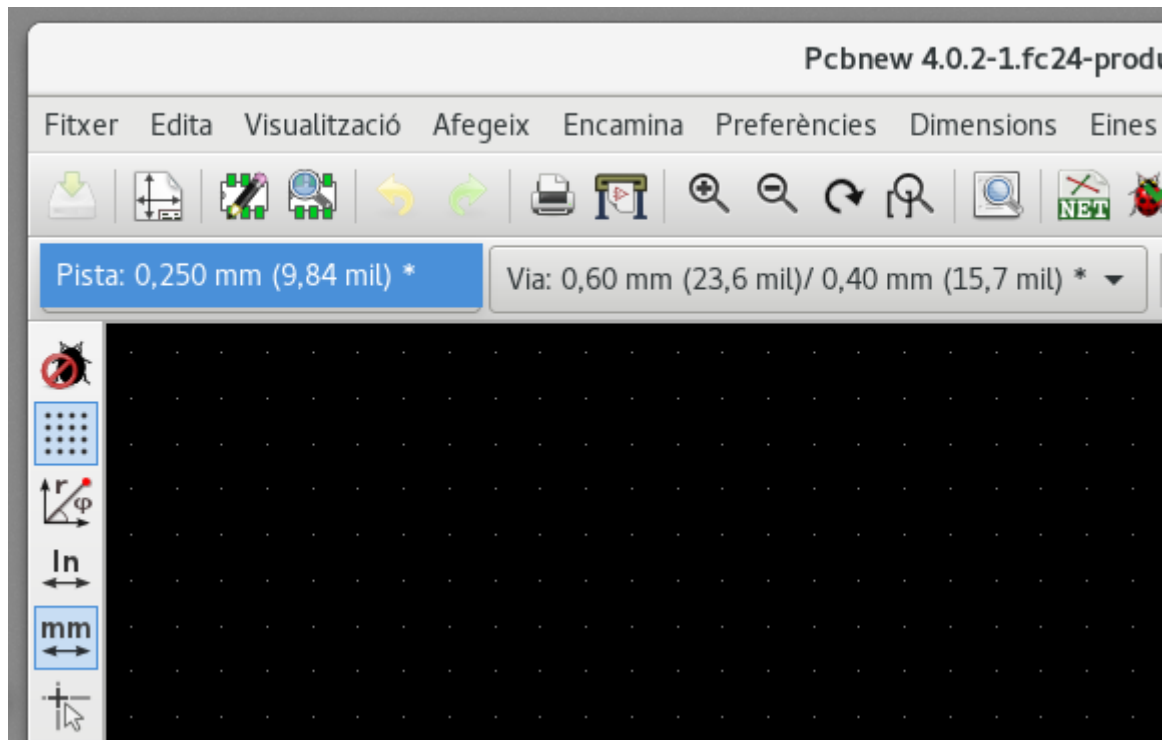 Pcbnew 4.0.2-1.fc24-produ
Fitxer Edita Visualització Afegeix Encamina Preferències Dimensions Eines
NET
Pista: 0,250 mm (9,84 mil) * Via: 0,60 mm (23,6 mil)/ 0,40 mm (15,7 mil) *
r
φ
In
mm